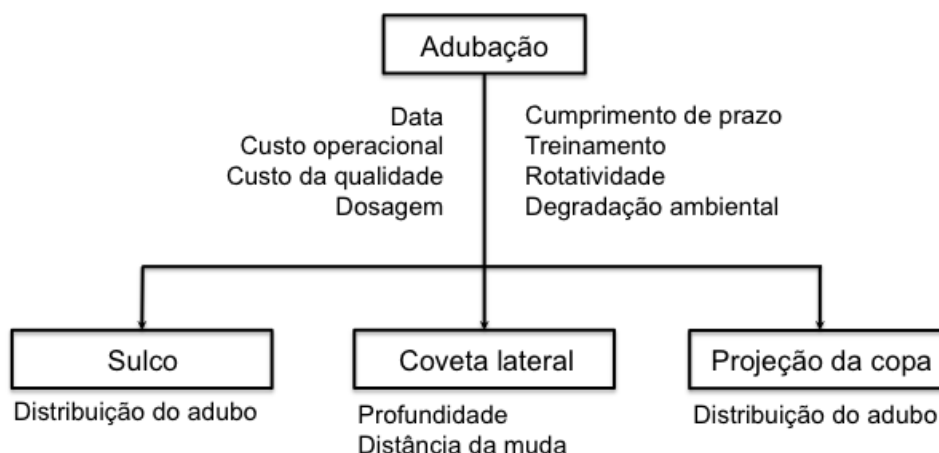 Adubação
Data
Custo operacional
Custo da qualidade
Dosagem
Cumprimento de prazo
Treinamento
Rotatividade
Degradação ambiental
Sulco
Distribuição do adubo
Coveta lateral
Profundidade
Distância da muda
Projeção da copa
Distribuição do adubo